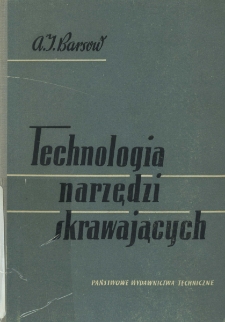 A. I. Barsow
Technologia
narzędzi
skrawających
PAŃSTWOWE WYDAWNICTWA TECHNICZNE